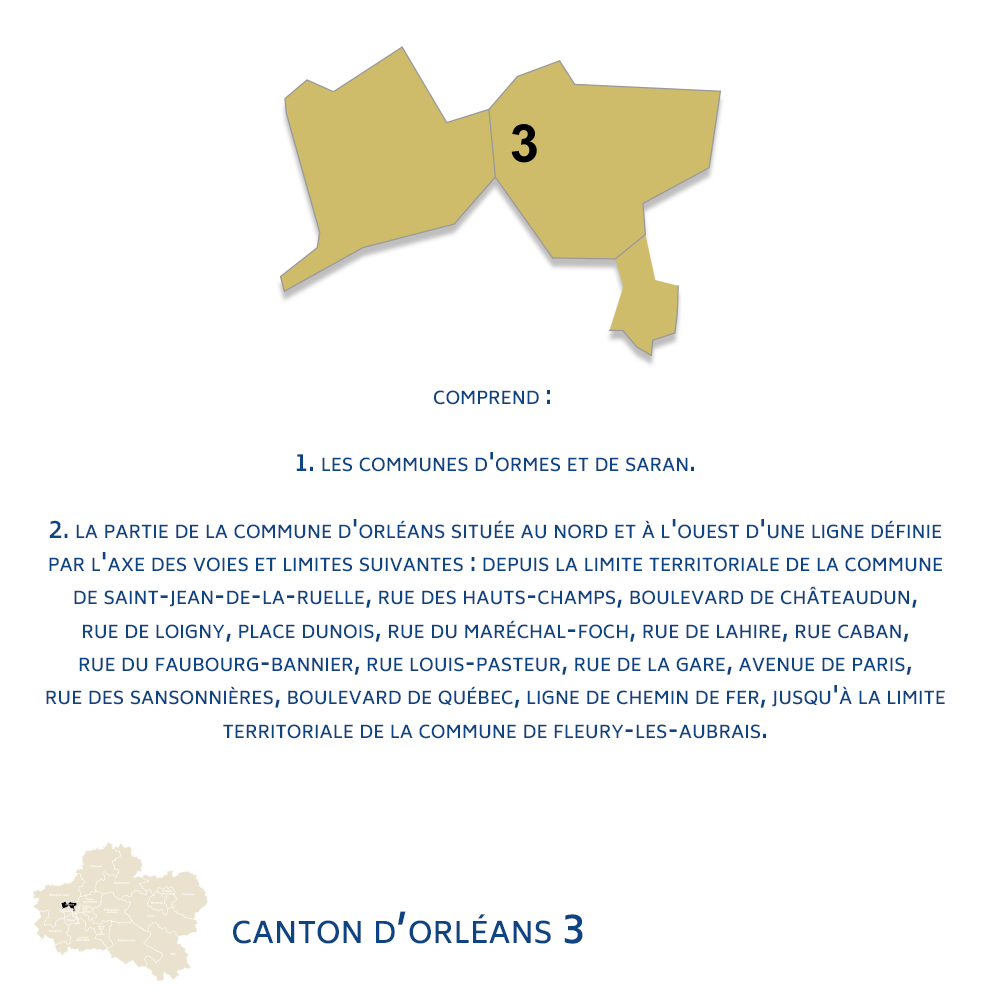 3
COMPREND :
1. LES COMMUNES D'ORMES ET DE SARAN.
2. LA PARTIE DE LA COMMUNE D'ORLÉANS SITUÉE AU NORD ET À L'OUEST D'UNE LIGNE DÉFINIE
PAR L'AXE DES VOIES ET LIMITES SUIVANTES : DEPUIS LA LIMITE TERRITORIALE DE LA COMMUNE
DE SAINT-JEAN-DE-LA-RUELLE, RUE DES HAUTS-CHAMPS, BOULEVARD DE CHÂTEAUDUN,
RUE DE LOIGNY, PLACE DUNOIS, RUE DU MARÉCHAL-FOCH, RUE DE LAHIRE, RUE CABAN,
RUE DU FAUBOURG-BANNIER, RUE LOUIS-PASTEUR, RUE DE LA GARE, AVENUE DE PARIS,
RUE DES SANSONNIÈRES, BOULEVARD DE QUÉBEC, LIGNE DE CHEMIN DE FER, JUSQU'À LA LIMITE
TERRITORIALE DE LA COMMUNE DE FLEURY-LES-AUBRAIS.
CANTON D'ORLÉANS 3